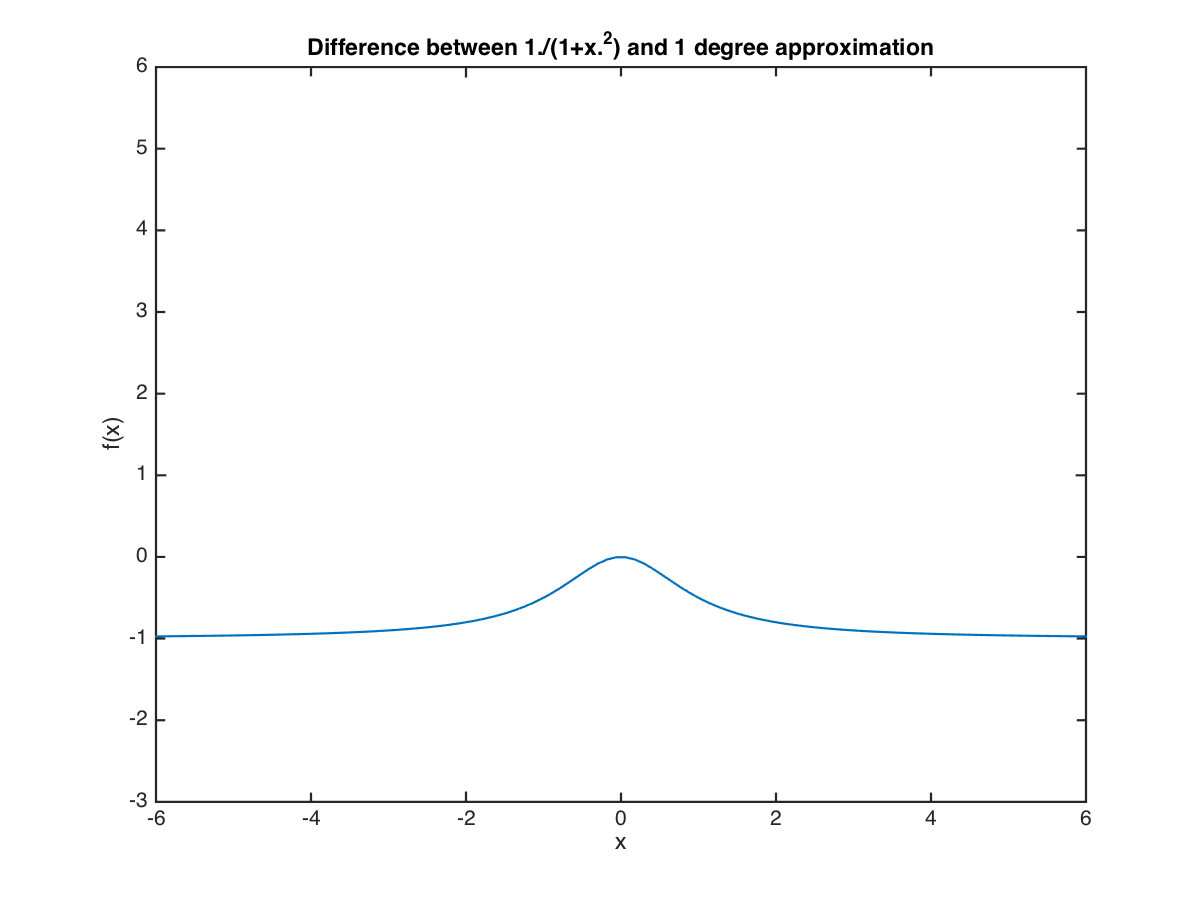 Difference between 1./(1+x.²) and 1 degree approximation
6
5
4
3
2
1
0
-1
-2
-3
f(x)
-6 -4 -2 0 2 4 6
x